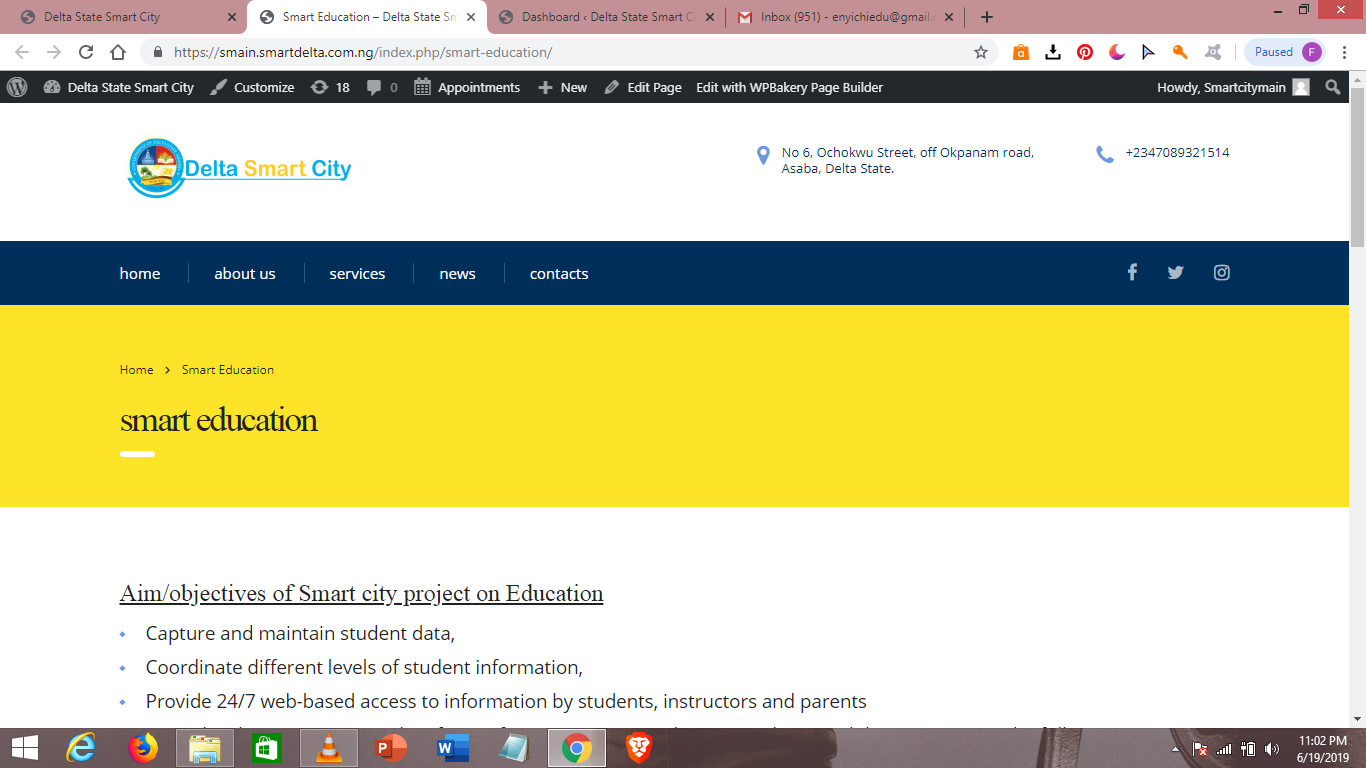 Delta State Smart City
Smart Education – Delta State Sm
Dashboard ‹ Delta State Smart C
Inbox (951) - enyichiedu@gmail.
https://smain.smartdelta.com.ng/index.php/smart-education/
Paused F
Delta State Smart City Customize 18 0 Appointments New Edit Page Edit with WPBakery Page Builder Howdy, Smartcitymain
Delta Smart City
No 6, Ochokwu Street, off Okpanam road,
Asaba, Delta State.
+2347089321514
home about us services news contacts
Home > Smart Education
smart education
Aim/objectives of Smart city project on Education
Capture and maintain student data,
Coordinate different levels of student information,
Provide 24/7 web-based access to information by students, instructors and parents
11:02 PM
6/19/2019